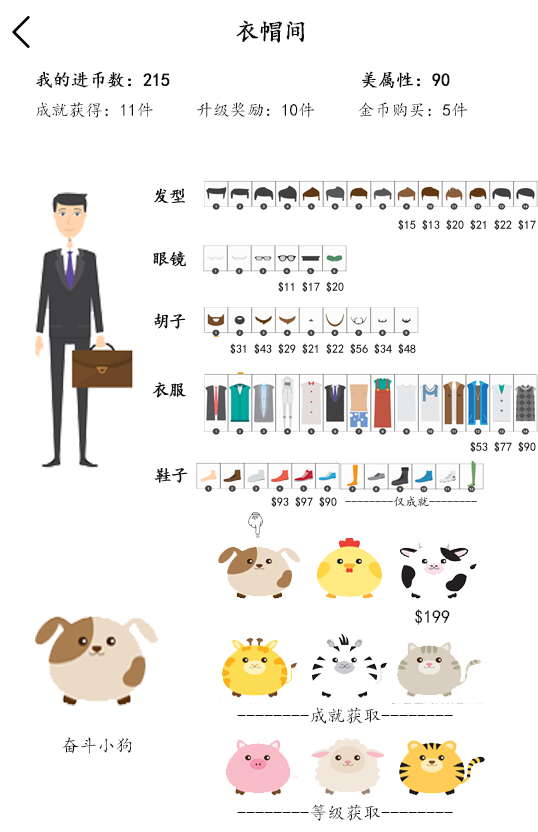 衣帽间
我的进币数：215 美属性：90
成就获得：11件 升级奖励：10件 金币购买：5件
发型
$15 $13 $20 $21 $22 $17
眼镜
$11 $17 $20
胡子
$31 $43 $29 $21 $22 $56 $34 $48
衣服
$53 $77 $90
鞋子
$93 $97 $90 --------仅成就--------
$199
--------成就获取--------
奋斗小狗
--------等级获取--------